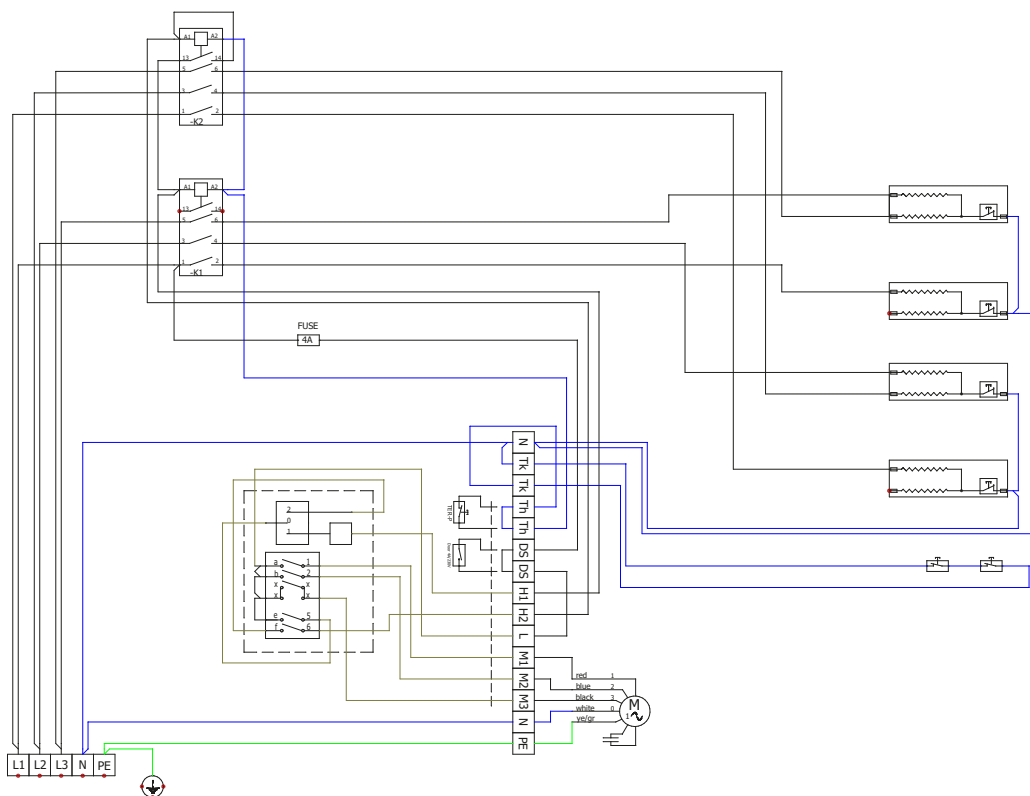 A1 A2
13 14
5 6
3 4
1 2
-K2
A1 A2
13 14
5 6
3 4
1 2
-K1
FUSE
4A
N
Tk
Tk
Th
Th
DS
DS
H1
H2
L
M1
M2
M3
N
PE
TER-P
2
0
1
a 1
b 2
x x
x x
e 5
f 6
red 1
blue 2
black 3
white 0
ye/gr
M
1
L1 L2 L3 N PE